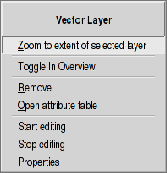 Vector Layer
Zoom to extent of selected layer
Toggle In Overview
Remove
Open attribute table
Start editing
Stop editing
Properties